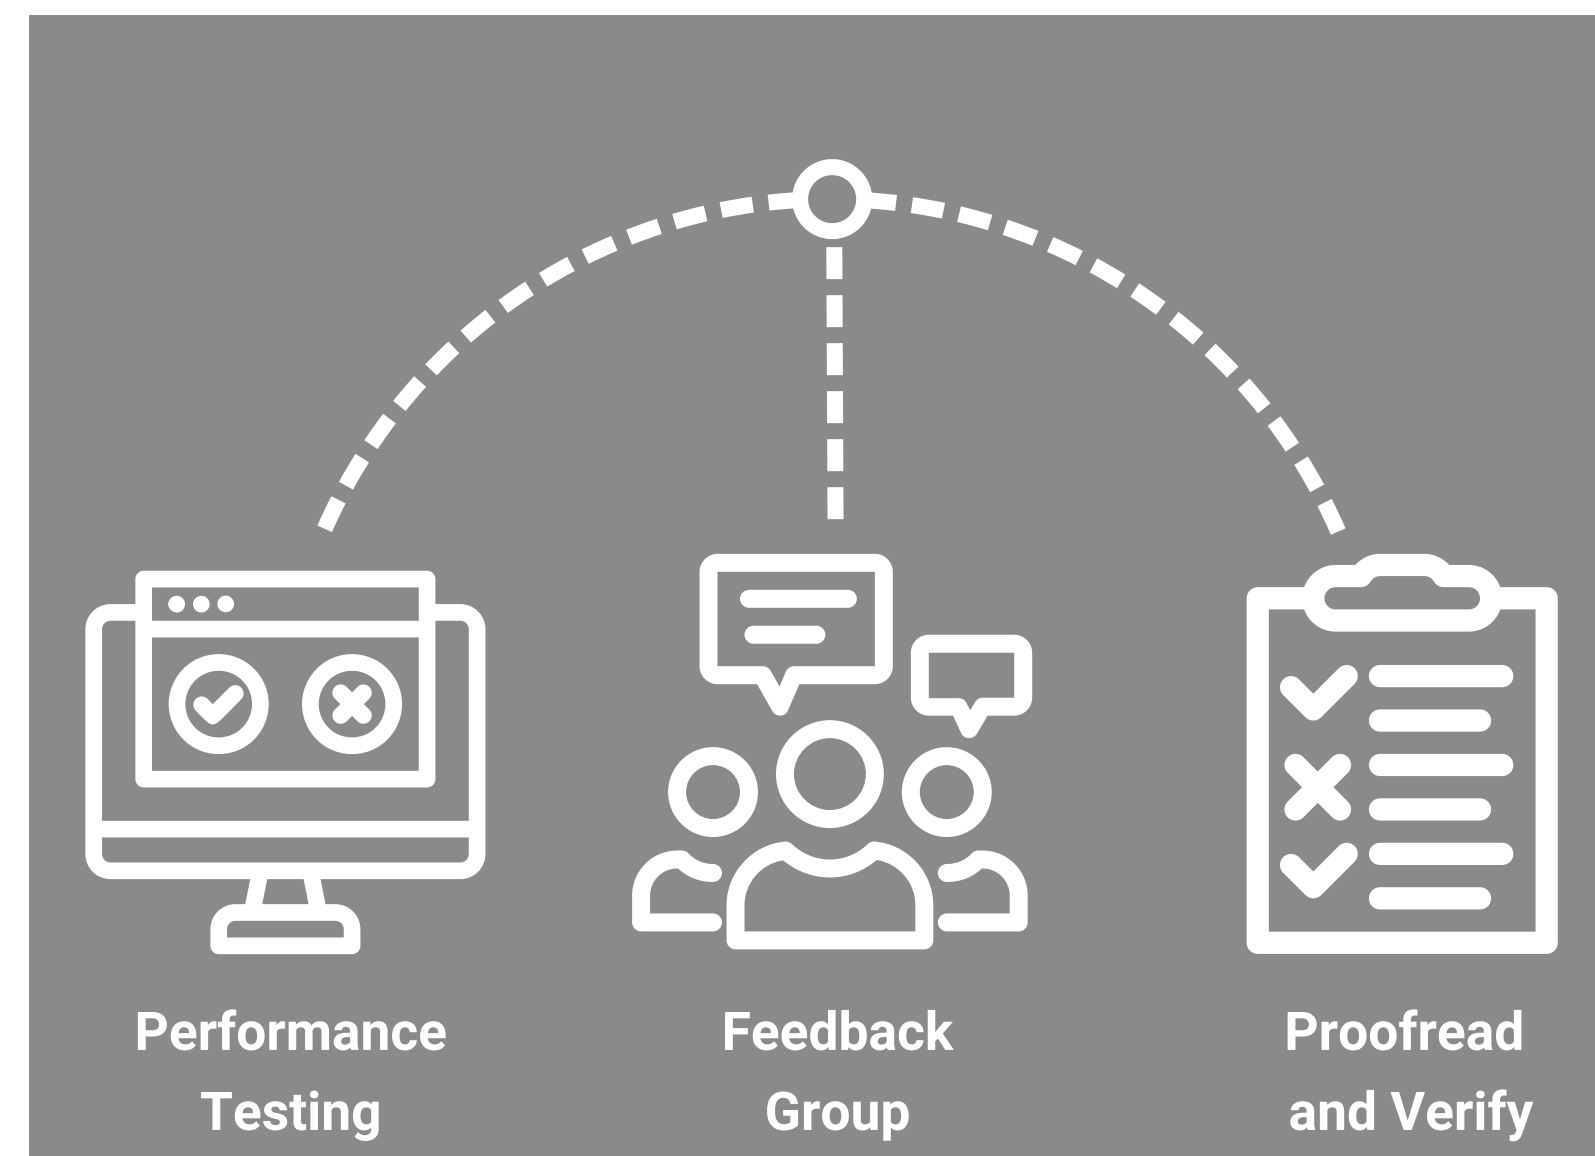 Performance
Testing
Feedback
Group
Proofread
and Verify